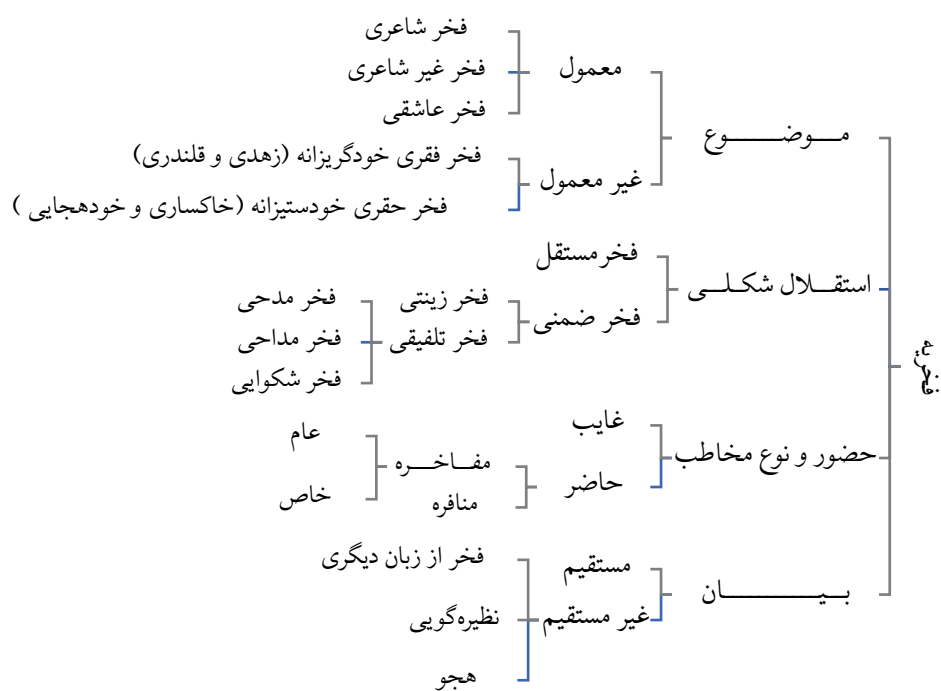 فخریه
موضوع
معمول
فخر شاعری
فخر غیر شاعری
فخر عاشقی
غیر معمول
فخر فقری خودگریزانه (زهدی و قلندری)
فخر حقری خودستیزانه (خاکساری و خودهجایی )
استقلال شکلی
فخر مستقل
فخر ضمنی
فخر زینتی
فخر تلفیقی
فخر مدحی
فخر مداحی
فخر شکوایی
حضور و نوع مخاطب
غایب
حاضر
مفاخره
عام
خاص
منافره
بیان
مستقیم
غیر مستقیم
فخر از زبان دیگری
نظیره‌گویی
هجو